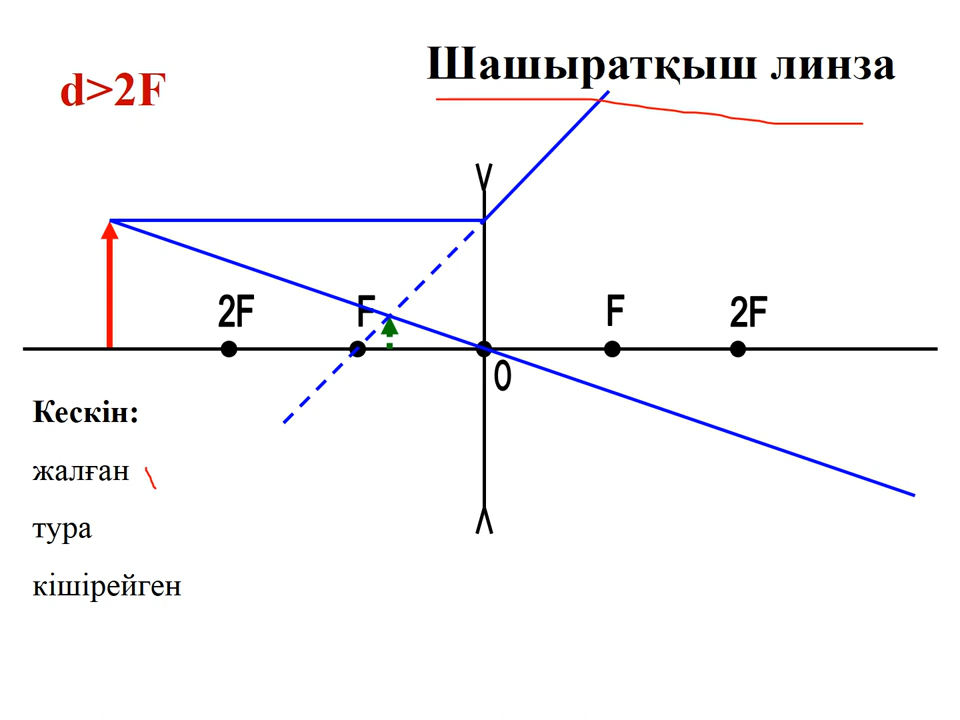 Шашыратқыш линза
d>2F
2F
F
F
2F
0
Кескін:
жалған
тура
кішірейген